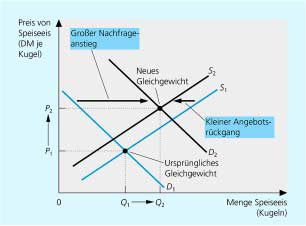 Preis von
Speiseeis
(DM je
Kugel)
Großer Nachfrage-
anstieg
Neues
Gleichgewicht
S2
S1
P2
Kleiner Angebots-
rückgang
P1
Ursprüngliches
Gleichgewicht
D2
D1
0
Q1
Q2
Menge Speiseeis
(Kugeln)